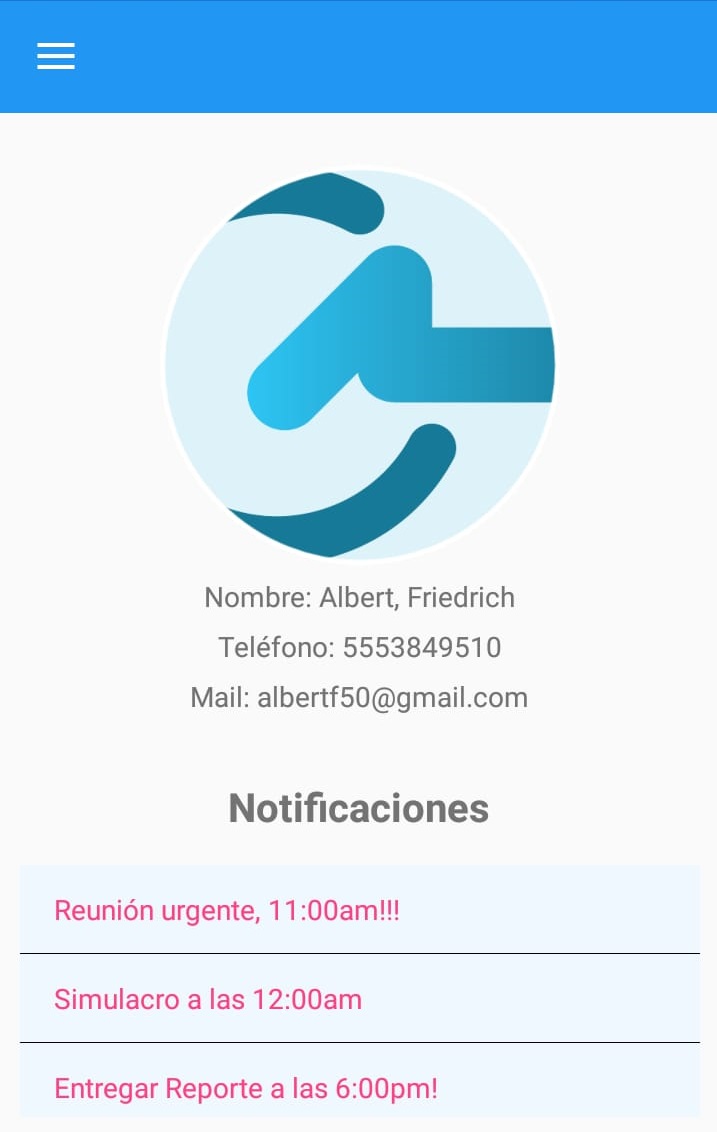 Nombre: Albert, Friedrich
Teléfono: 5553849510
Mail: albertf50@gmail.com
Notificaciones
Reunión urgente, 11:00am!!!
Simulacro a las 12:00am
Entregar Reporte a las 6:00pm!